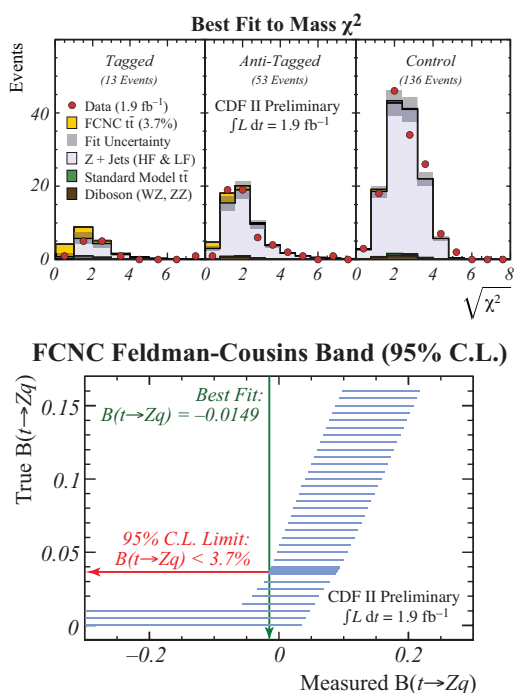 Best Fit to Mass χ²
Events
Tagged
(13 Events)
Anti-Tagged
(53 Events)
Control
(136 Events)
Data (1.9 fb⁻¹)
FCNC tt̄ (3.7%)
Fit Uncertainty
Z + Jets (HF & LF)
Standard Model tt̄
Diboson (WZ, ZZ)
CDF II Preliminary
∫L dt = 1.9 fb⁻¹
40
20
0
0 2 4 6 0 2 4 6 0 2 4 6 8
√χ²
FCNC Feldman-Cousins Band (95% C.L.)
True B(t→Zq)
0.15
0.1
0.05
0
Best Fit:
B(t→Zq) = –0.0149
95% C.L. Limit:
B(t→Zq) < 3.7%
CDF II Preliminary
∫L dt = 1.9 fb⁻¹
–0.2 0 0.2
Measured B(t→Zq)